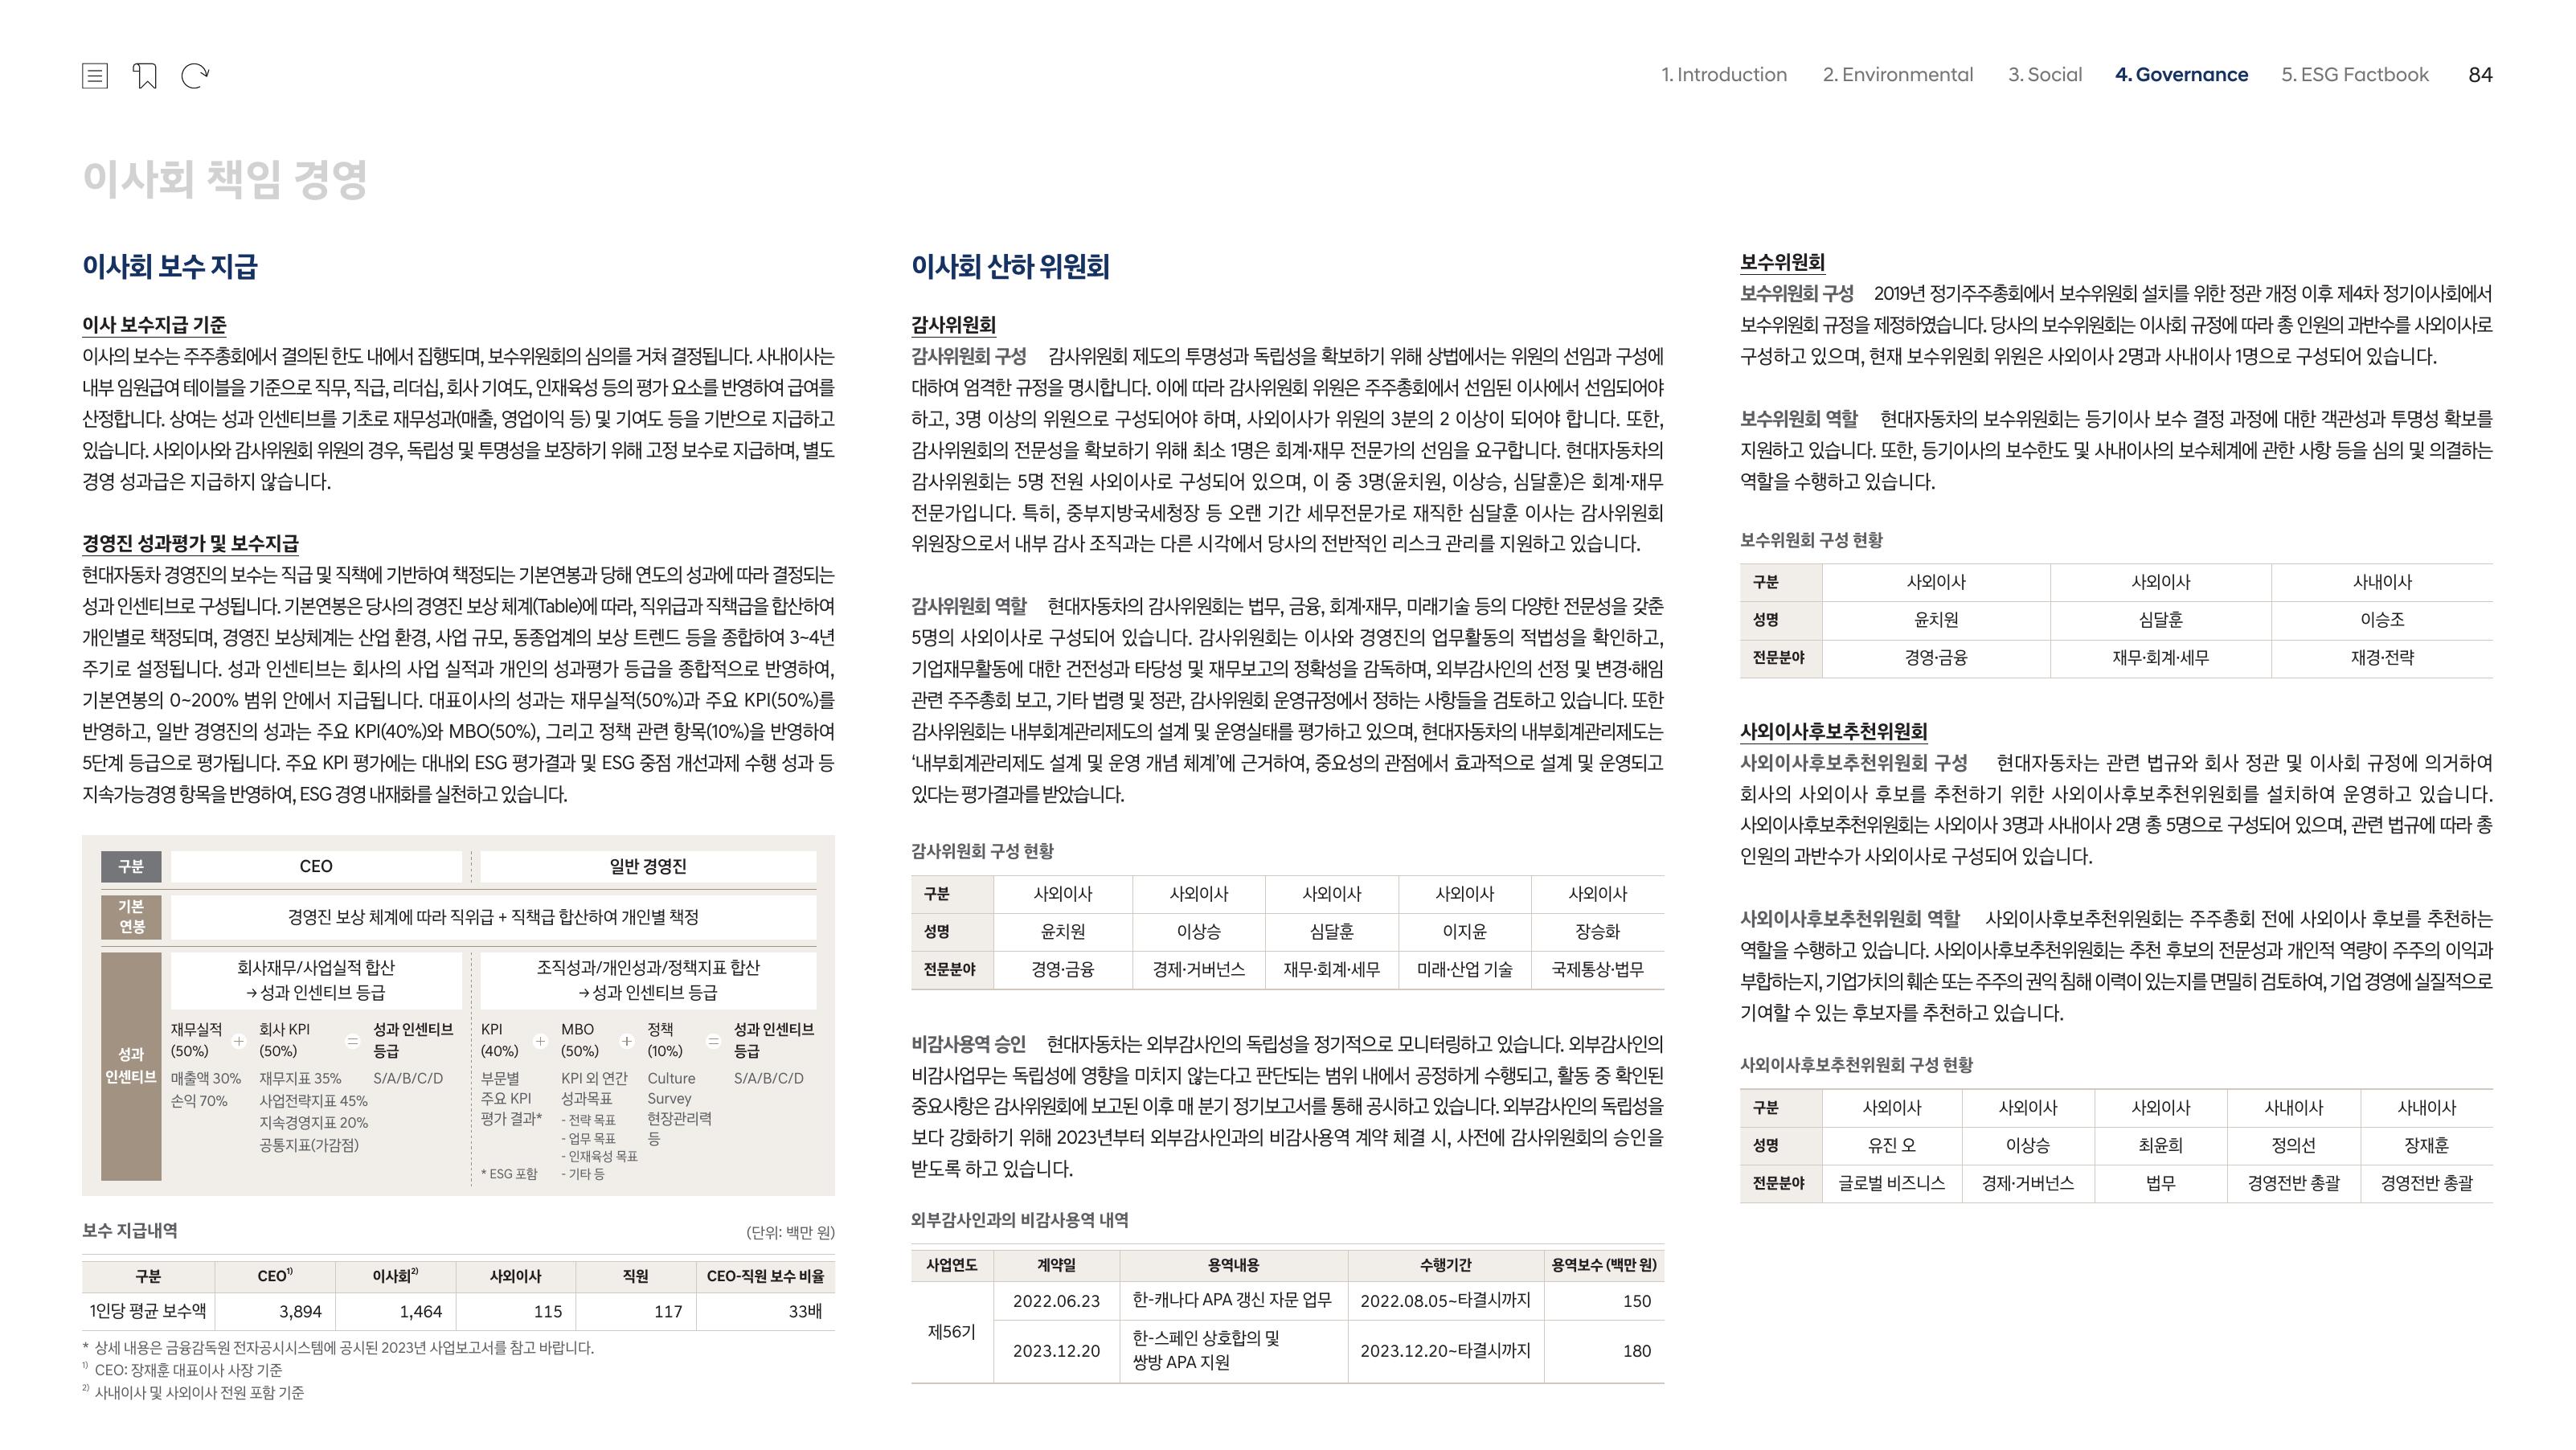 1. Introduction 2. Environmental 3. Social 4. Governance 5. ESG Factbook 84
이사회 책임 경영
이사회 보수 지급
이사 보수지급 기준
이사의 보수는 주주총회에서 결의된 한도 내에서 집행되며, 보수위원회의 심의를 거쳐 결정됩니다. 사내이사는
내부 임원급여 테이블을 기준으로 직무, 직급, 리더십, 회사 기여도, 인재육성 등의 평가 요소를 반영하여 급여를
산정합니다. 상여는 성과 인센티브를 기초로 재무성과(매출, 영업이익 등) 및 기여도 등을 기반으로 지급하고
있습니다. 사외이사와 감사위원회 위원의 경우, 독립성 및 투명성을 보장하기 위해 고정 보수로 지급하며, 별도
경영 성과급은 지급하지 않습니다.
경영진 성과평가 및 보수지급
현대자동차 경영진의 보수는 직급 및 직책에 기반하여 책정되는 기본연봉과 당해 연도의 성과에 따라 결정되는
성과 인센티브로 구성됩니다. 기본연봉은 당사의 경영진 보상 체계(Table)에 따라, 직위급과 직책급을 합산하여
개인별로 책정되며, 경영진 보상체계는 산업 환경, 사업 규모, 동종업계의 보상 트렌드 등을 종합하여 3~4년
주기로 설정됩니다. 성과 인센티브는 회사의 사업 실적과 개인의 성과평가 등급을 종합적으로 반영하여,
기본연봉의 0~200% 범위 안에서 지급됩니다. 대표이사의 성과는 재무실적(50%)과 주요 KPI(50%)를
반영하고, 일반 경영진의 성과는 주요 KPI(40%)와 MBO(50%), 그리고 정책 관련 항목(10%)을 반영하여
5단계 등급으로 평가됩니다. 주요 KPI 평가에는 대내외 ESG 평가결과 및 ESG 중점 개선과제 수행 성과 등
지속가능경영 항목을 반영하여, ESG 경영 내재화를 실천하고 있습니다.
구분 CEO 일반 경영진
기본
연봉
경영진 보상 체계에 따라 직위급 + 직책급 합산하여 개인별 책정
성과
인센티브
회사재무/사업실적 합산
→ 성과 인센티브 등급
재무실적
(50%)
+
회사 KPI
(50%)
=
성과 인센티브
등급
매출액 30%
손익 70%
재무지표 35%
사업전략지표 45%
지속경영지표 20%
공통지표(가감점)
S/A/B/C/D
조직성과/개인성과/정책지표 합산
→ 성과 인센티브 등급
KPI
(40%)
+
MBO
(50%)
+
정책
(10%)
=
성과 인센티브
등급
부문별
주요 KPI
평가 결과*
* ESG 포함
KPI 외 연간
성과목표
- 전략 목표
- 업무 목표
- 인재육성 목표
- 기타 등
Culture
Survey
현장관리력
등
S/A/B/C/D
보수 지급내역 (단위: 백만 원)
구분 CEO1) 이사회2) 사외이사 직원 CEO-직원 보수 비율
1인당 평균 보수액 3,894 1,464 115 117 33배
* 상세 내용은 금융감독원 전자공시시스템에 공시된 2023년 사업보고서를 참고 바랍니다.
1) CEO: 장재훈 대표이사 사장 기준
2) 사내이사 및 사외이사 전원 포함 기준
이사회 산하 위원회
감사위원회
감사위원회 구성 감사위원회 제도의 투명성과 독립성을 확보하기 위해 상법에서는 위원의 선임과 구성에
대하여 엄격한 규정을 명시합니다. 이에 따라 감사위원회 위원은 주주총회에서 선임된 이사에서 선임되어야
하고, 3명 이상의 위원으로 구성되어야 하며, 사외이사가 위원의 3분의 2 이상이 되어야 합니다. 또한,
감사위원회의 전문성을 확보하기 위해 최소 1명은 회계·재무 전문가의 선임을 요구합니다. 현대자동차의
감사위원회는 5명 전원 사외이사로 구성되어 있으며, 이 중 3명(윤치원, 이상승, 심달훈)은 회계·재무
전문가입니다. 특히, 중부지방국세청장 등 오랜 기간 세무전문가로 재직한 심달훈 이사는 감사위원회
위원장으로서 내부 감사 조직과는 다른 시각에서 당사의 전반적인 리스크 관리를 지원하고 있습니다.
감사위원회 역할 현대자동차의 감사위원회는 법무, 금융, 회계·재무, 미래기술 등의 다양한 전문성을 갖춘
5명의 사외이사로 구성되어 있습니다. 감사위원회는 이사와 경영진의 업무활동의 적법성을 확인하고,
기업재무활동에 대한 건전성과 타당성 및 재무보고의 정확성을 감독하며, 외부감사인의 선정 및 변경·해임
관련 주주총회 보고, 기타 법령 및 정관, 감사위원회 운영규정에서 정하는 사항들을 검토하고 있습니다. 또한
감사위원회는 내부회계관리제도의 설계 및 운영실태를 평가하고 있으며, 현대자동차의 내부회계관리제도는
‘내부회계관리제도 설계 및 운영 개념 체계’에 근거하여, 중요성의 관점에서 효과적으로 설계 및 운영되고
있다는 평가결과를 받았습니다.
감사위원회 구성 현황
구분 사외이사 사외이사 사외이사 사외이사 사외이사
성명 윤치원 이상승 심달훈 이지윤 장승화
전문분야 경영·금융 경제·거버넌스 재무·회계·세무 미래·산업 기술 국제통상·법무
비감사용역 승인 현대자동차는 외부감사인의 독립성을 정기적으로 모니터링하고 있습니다. 외부감사인의
비감사업무는 독립성에 영향을 미치지 않는다고 판단되는 범위 내에서 공정하게 수행되고, 활동 중 확인된
중요사항은 감사위원회에 보고된 이후 매 분기 정기보고서를 통해 공시하고 있습니다. 외부감사인의 독립성을
보다 강화하기 위해 2023년부터 외부감사인과의 비감사용역 계약 체결 시, 사전에 감사위원회의 승인을
받도록 하고 있습니다.
외부감사인과의 비감사용역 내역
사업연도 계약일 용역내용 수행기간 용역보수 (백만 원)
제56기
2022.06.23 한-캐나다 APA 갱신 자문 업무 2022.08.05~타결시까지 150
2023.12.20 한-스페인 상호합의 및
쌍방 APA 지원 2023.12.20~타결시까지 180
보수위원회
보수위원회 구성 2019년 정기주주총회에서 보수위원회 설치를 위한 정관 개정 이후 제4차 정기이사회에서
보수위원회 규정을 제정하였습니다. 당사의 보수위원회는 이사회 규정에 따라 총 인원의 과반수를 사외이사로
구성하고 있으며, 현재 보수위원회 위원은 사외이사 2명과 사내이사 1명으로 구성되어 있습니다.
보수위원회 역할 현대자동차의 보수위원회는 등기이사 보수 결정 과정에 대한 객관성과 투명성 확보를
지원하고 있습니다. 또한, 등기이사의 보수한도 및 사내이사의 보수체계에 관한 사항 등을 심의 및 의결하는
역할을 수행하고 있습니다.
보수위원회 구성 현황
구분 사외이사 사외이사 사내이사
성명 윤치원 심달훈 이승조
전문분야 경영·금융 재무·회계·세무 재경·전략
사외이사후보추천위원회
사외이사후보추천위원회 구성 현대자동차는 관련 법규와 회사 정관 및 이사회 규정에 의거하여
회사의 사외이사 후보를 추천하기 위한 사외이사후보추천위원회를 설치하여 운영하고 있습니다.
사외이사후보추천위원회는 사외이사 3명과 사내이사 2명 총 5명으로 구성되어 있으며, 관련 법규에 따라 총
인원의 과반수가 사외이사로 구성되어 있습니다.
사외이사후보추천위원회 역할 사외이사후보추천위원회는 주주총회 전에 사외이사 후보를 추천하는
역할을 수행하고 있습니다. 사외이사후보추천위원회는 추천 후보의 전문성과 개인적 역량이 주주의 이익과
부합하는지, 기업가치의 훼손 또는 주주의 권익 침해 이력이 있는지를 면밀히 검토하여, 기업 경영에 실질적으로
기여할 수 있는 후보자를 추천하고 있습니다.
사외이사후보추천위원회 구성 현황
구분 사외이사 사외이사 사외이사 사내이사 사내이사
성명 유진 오 이상승 최윤희 정의선 장재훈
전문분야 글로벌 비즈니스 경제·거버넌스 법무 경영전반 총괄 경영전반 총괄